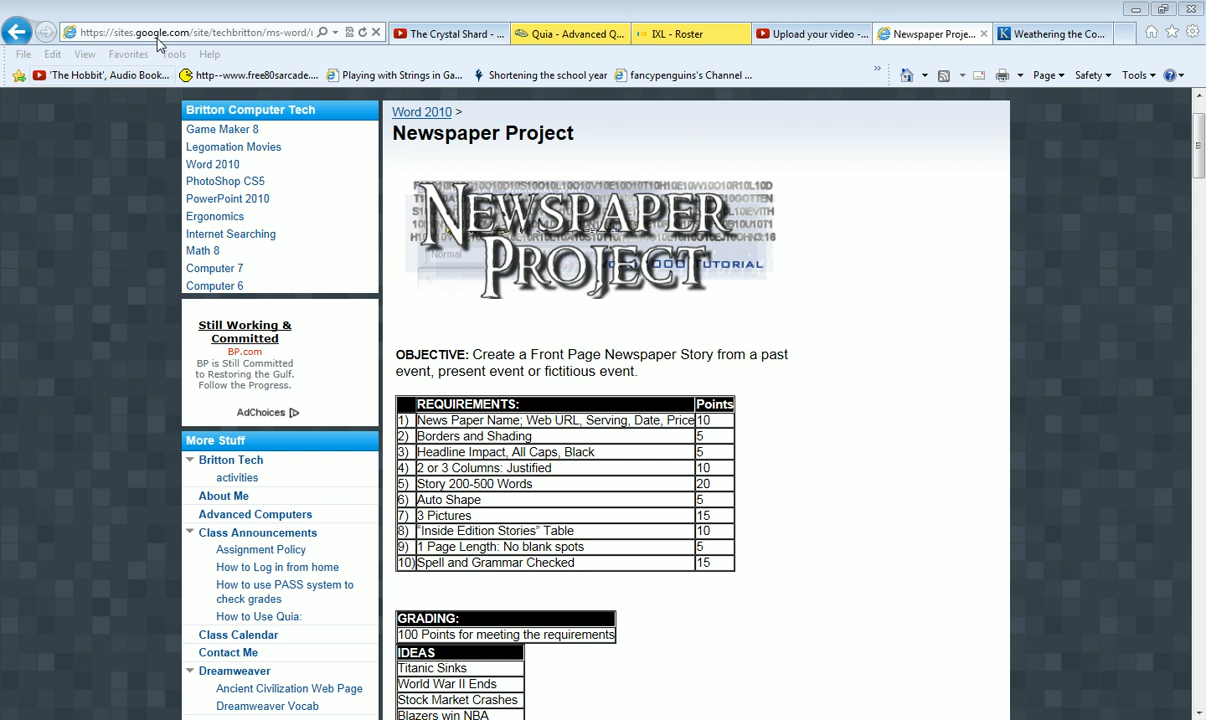 https://sites.google.com/site/techbritton/ms-word/
The Crystal Shard - ...
Quia - Advanced Q...
IXL - Roster
Upload your video -...
Newspaper Proje...
Weathering the Co...
File Edit View Favorites Tools Help
'The Hobbit', Audio Book...
http--www.free80sarcade....
Playing with Strings in Ga...
Shortening the school year
fancypenguins's Channel ...
»
Page
Safety
Tools
Britton Computer Tech
Game Maker 8
Legomation Movies
Word 2010
PhotoShop CS5
PowerPoint 2010
Ergonomics
Internet Searching
Math 8
Computer 7
Computer 6
Still Working &
Committed
BP.com
BP is Still Committed
to Restoring the Gulf.
Follow the Progress.
AdChoices
More Stuff
Britton Tech
activities
About Me
Advanced Computers
Class Announcements
Assignment Policy
How to Log in from home
How to use PASS system to
check grades
How to Use Quia:
Class Calendar
Contact Me
Dreamweaver
Ancient Civilization Web Page
Dreamweaver Vocab
Word 2010 >
Newspaper Project
NEWSPAPER
PROJECT
Normal
TUTORIAL
OBJECTIVE: Create a Front Page Newspaper Story from a past
event, present event or fictitious event.
REQUIREMENTS: Points
1) News Paper Name; Web URL, Serving, Date, Price 10
2) Borders and Shading 5
3) Headline Impact, All Caps, Black 5
4) 2 or 3 Columns: Justified 10
5) Story 200-500 Words 20
6) Auto Shape 5
7) 3 Pictures 15
8) "Inside Edition Stories" Table 10
9) 1 Page Length: No blank spots 5
10) Spell and Grammar Checked 15
GRADING:
100 Points for meeting the requirements
IDEAS
Titanic Sinks
World War II Ends
Stock Market Crashes
Blazers win NBA